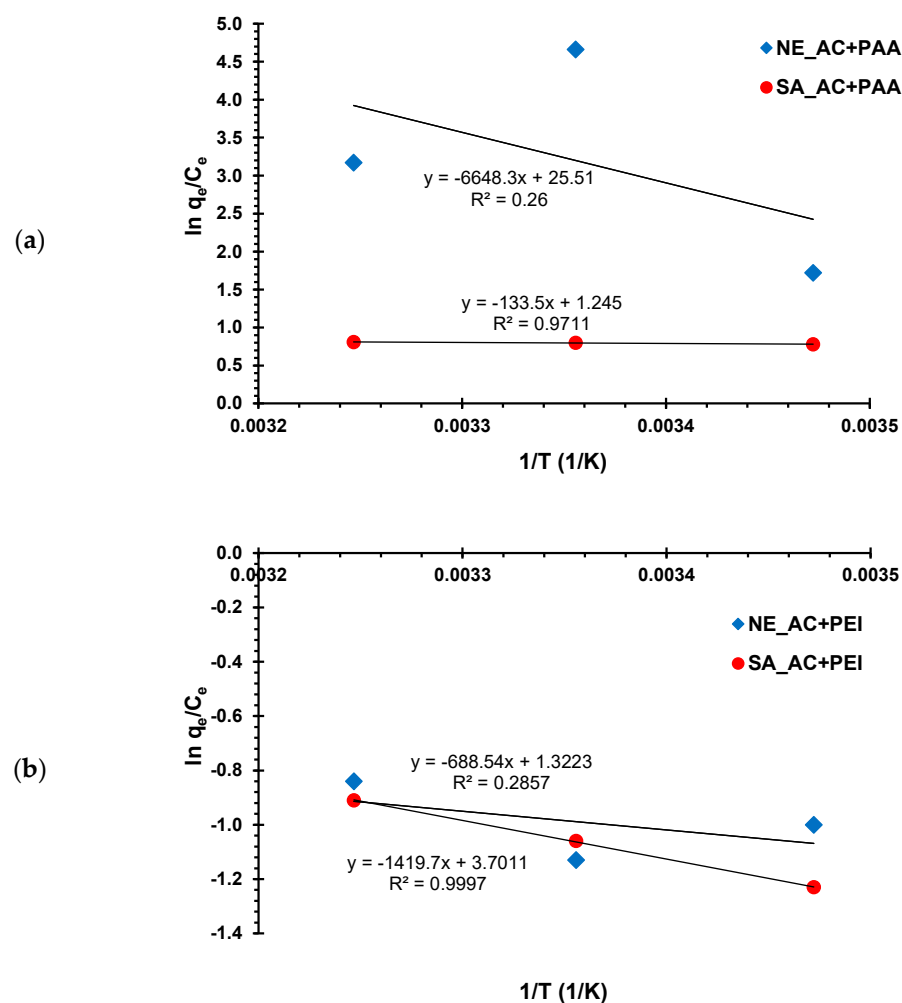 5.0
4.5
4.0
3.5
3.0
2.5
2.0
1.5
1.0
0.5
0.0
ln qₑ/Cₑ
(a)
NE_AC+PAA
SA_AC+PAA
y = -6648.3x + 25.51
R² = 0.26
y = -133.5x + 1.245
R² = 0.9711
0.0032 0.0033 0.0034 0.0035
1/T (1/K)
0.0
-0.2
-0.4
-0.6
-0.8
-1.0
-1.2
-1.4
0.0032 0.0033 0.0034 0.0035
ln qₑ/Cₑ
(b)
NE_AC+PEI
SA_AC+PEI
y = -688.54x + 1.3223
R² = 0.2857
y = -1419.7x + 3.7011
R² = 0.9997
1/T (1/K)